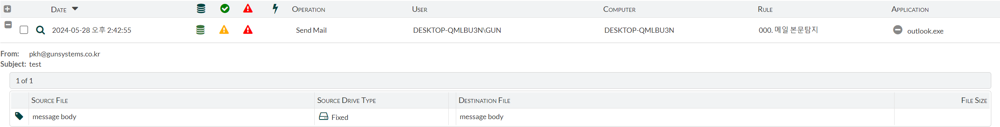 Date Operation User Computer Rule Application
2024-05-28 오후 2:42:55 Send Mail DESKTOP-QMLBU3N\GUN DESKTOP-QMLBU3N 000. 메일 본문탐지 outlook.exe
From: pkh@gunsystems.co.kr
Subject: test
1 of 1
Source File Source Drive Type Destination File File Size
message body Fixed message body